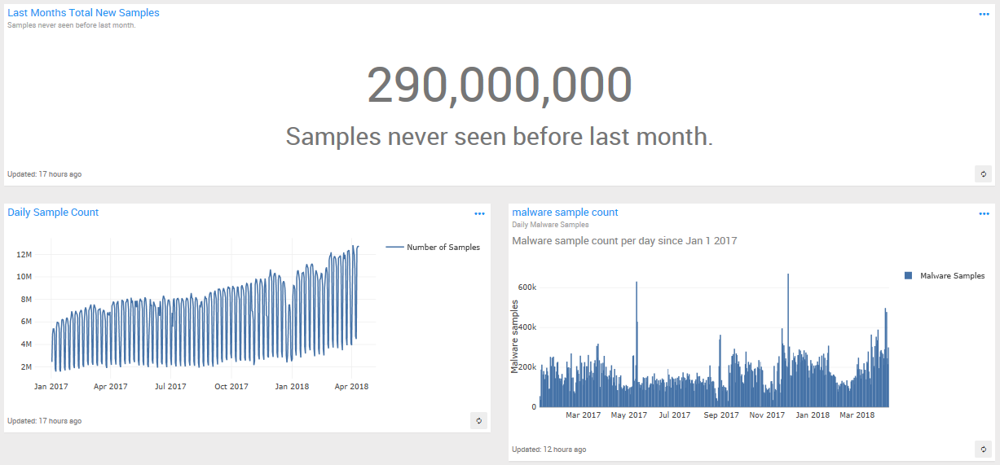 Last Months Total New Samples
Samples never seen before last month.
290,000,000
Samples never seen before last month.
Updated: 17 hours ago
Daily Sample Count
12M
10M
8M
6M
4M
2M
Jan 2017 Apr 2017 Jul 2017 Oct 2017 Jan 2018 Apr 2018
Number of Samples
Updated: 17 hours ago
malware sample count
Daily Malware Samples
Malware sample count per day since Jan 1 2017
Malware samples
600k
400k
200k
0
Mar 2017 May 2017 Jul 2017 Sep 2017 Nov 2017 Jan 2018 Mar 2018
Malware Samples
Updated: 12 hours ago